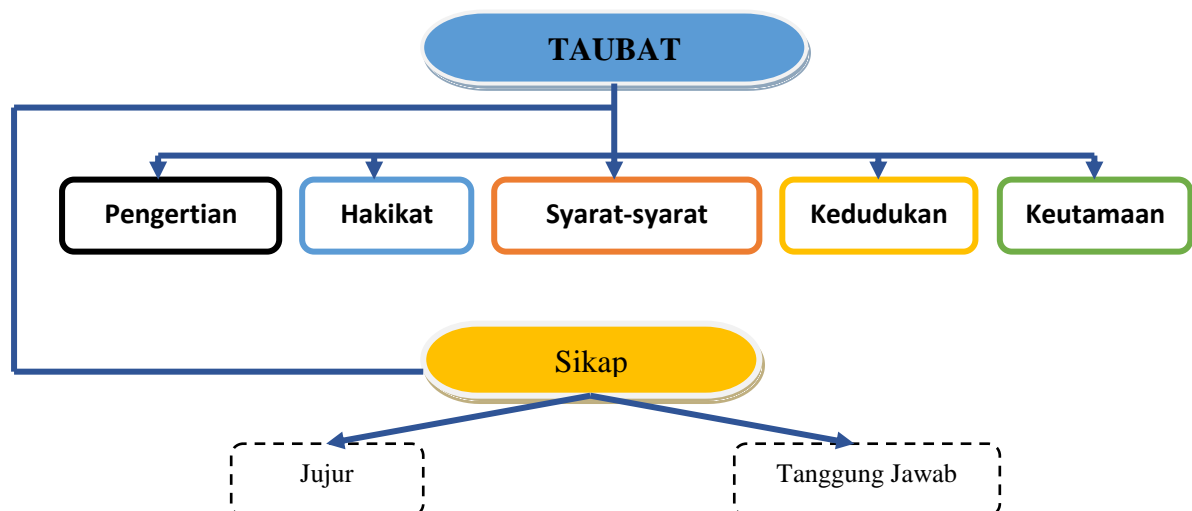 TAUBAT
Pengertian
Hakikat
Syarat-syarat
Kedudukan
Keutamaan
Sikap
Jujur
Tanggung Jawab